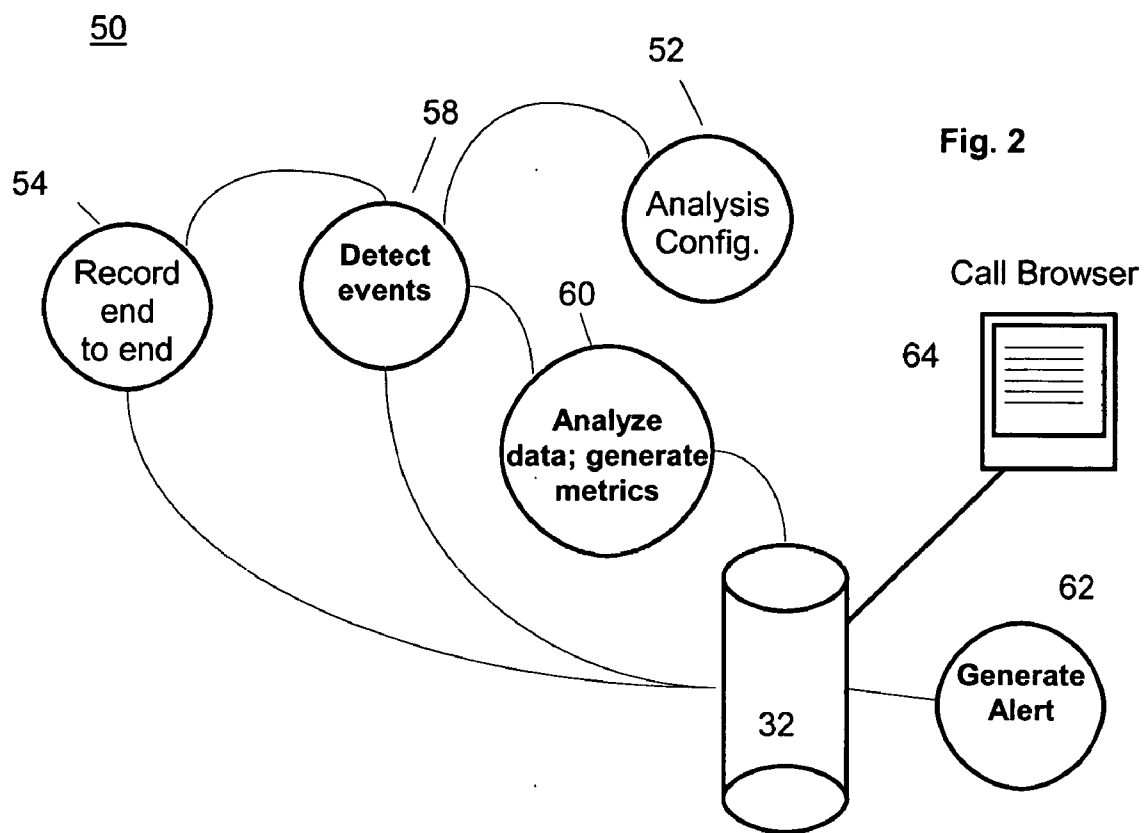 50
52
58
Fig. 2
54
Analysis
Config.
Detect
events
Record
end
to end
Call Browser
60
64
Analyze
data; generate
metrics
62
Generate
Alert
32